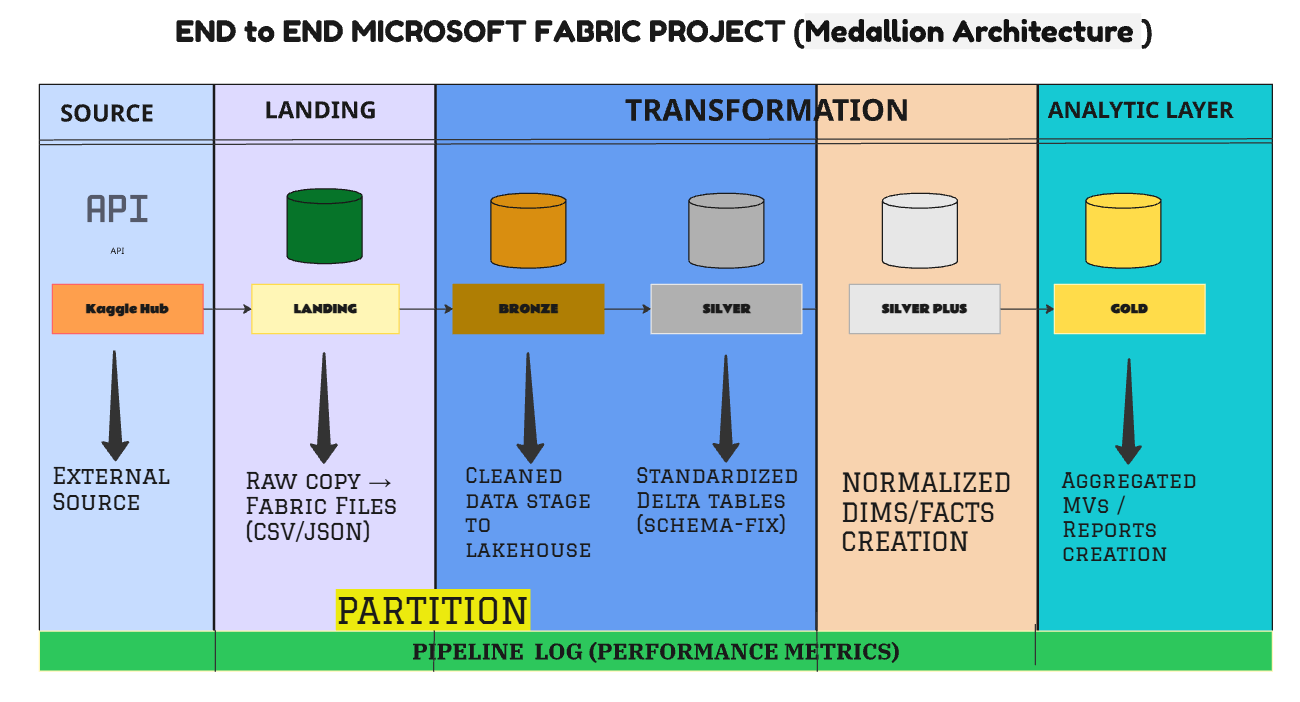 END to END MICROSOFT FABRIC PROJECT (Medallion Architecture )
SOURCE
LANDING
TRANSFORMATION
ANALYTIC LAYER
API
API
Kaggle Hub
LANDING
BRONZE
SILVER
SILVER PLUS
GOLD
External
Source
Raw copy →
Fabric Files
(CSV/JSON)
Cleaned
data stage
to
lakehouse
Standardized
Delta tables
(schema-fix)
NORMALIZED
DIMS/FACTS
CREATION
Aggregated
MVs /
Reports
creation
PARTITION
PIPELINE LOG (PERFORMANCE METRICS)